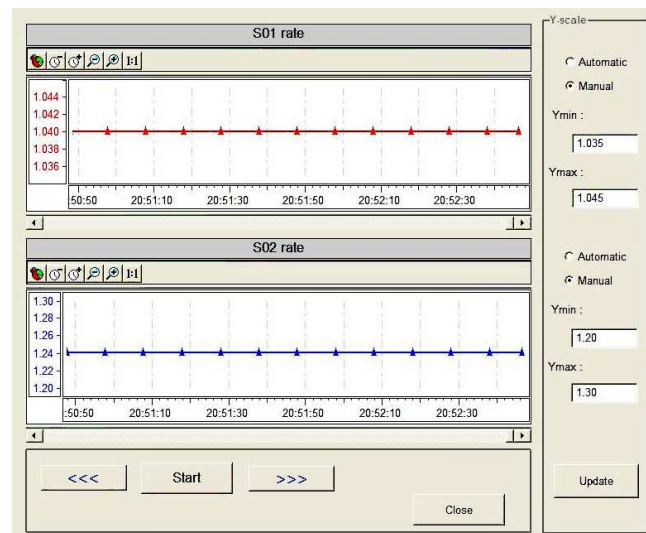 S01 rate
1:1
1.044
1.042
1.040
1.038
1.036
:50:50 20:51:10 20:51:30 20:51:50 20:52:10 20:52:30
S02 rate
1:1
1.30
1.28
1.26
1.24
1.22
1.20
:50:50 20:51:10 20:51:30 20:51:50 20:52:10 20:52:30
<<< Start >>>
Close
Y-scale
Automatic
Manual
Ymin :
1.035
Ymax :
1.045
Automatic
Manual
Ymin :
1.20
Ymax :
1.30
Update